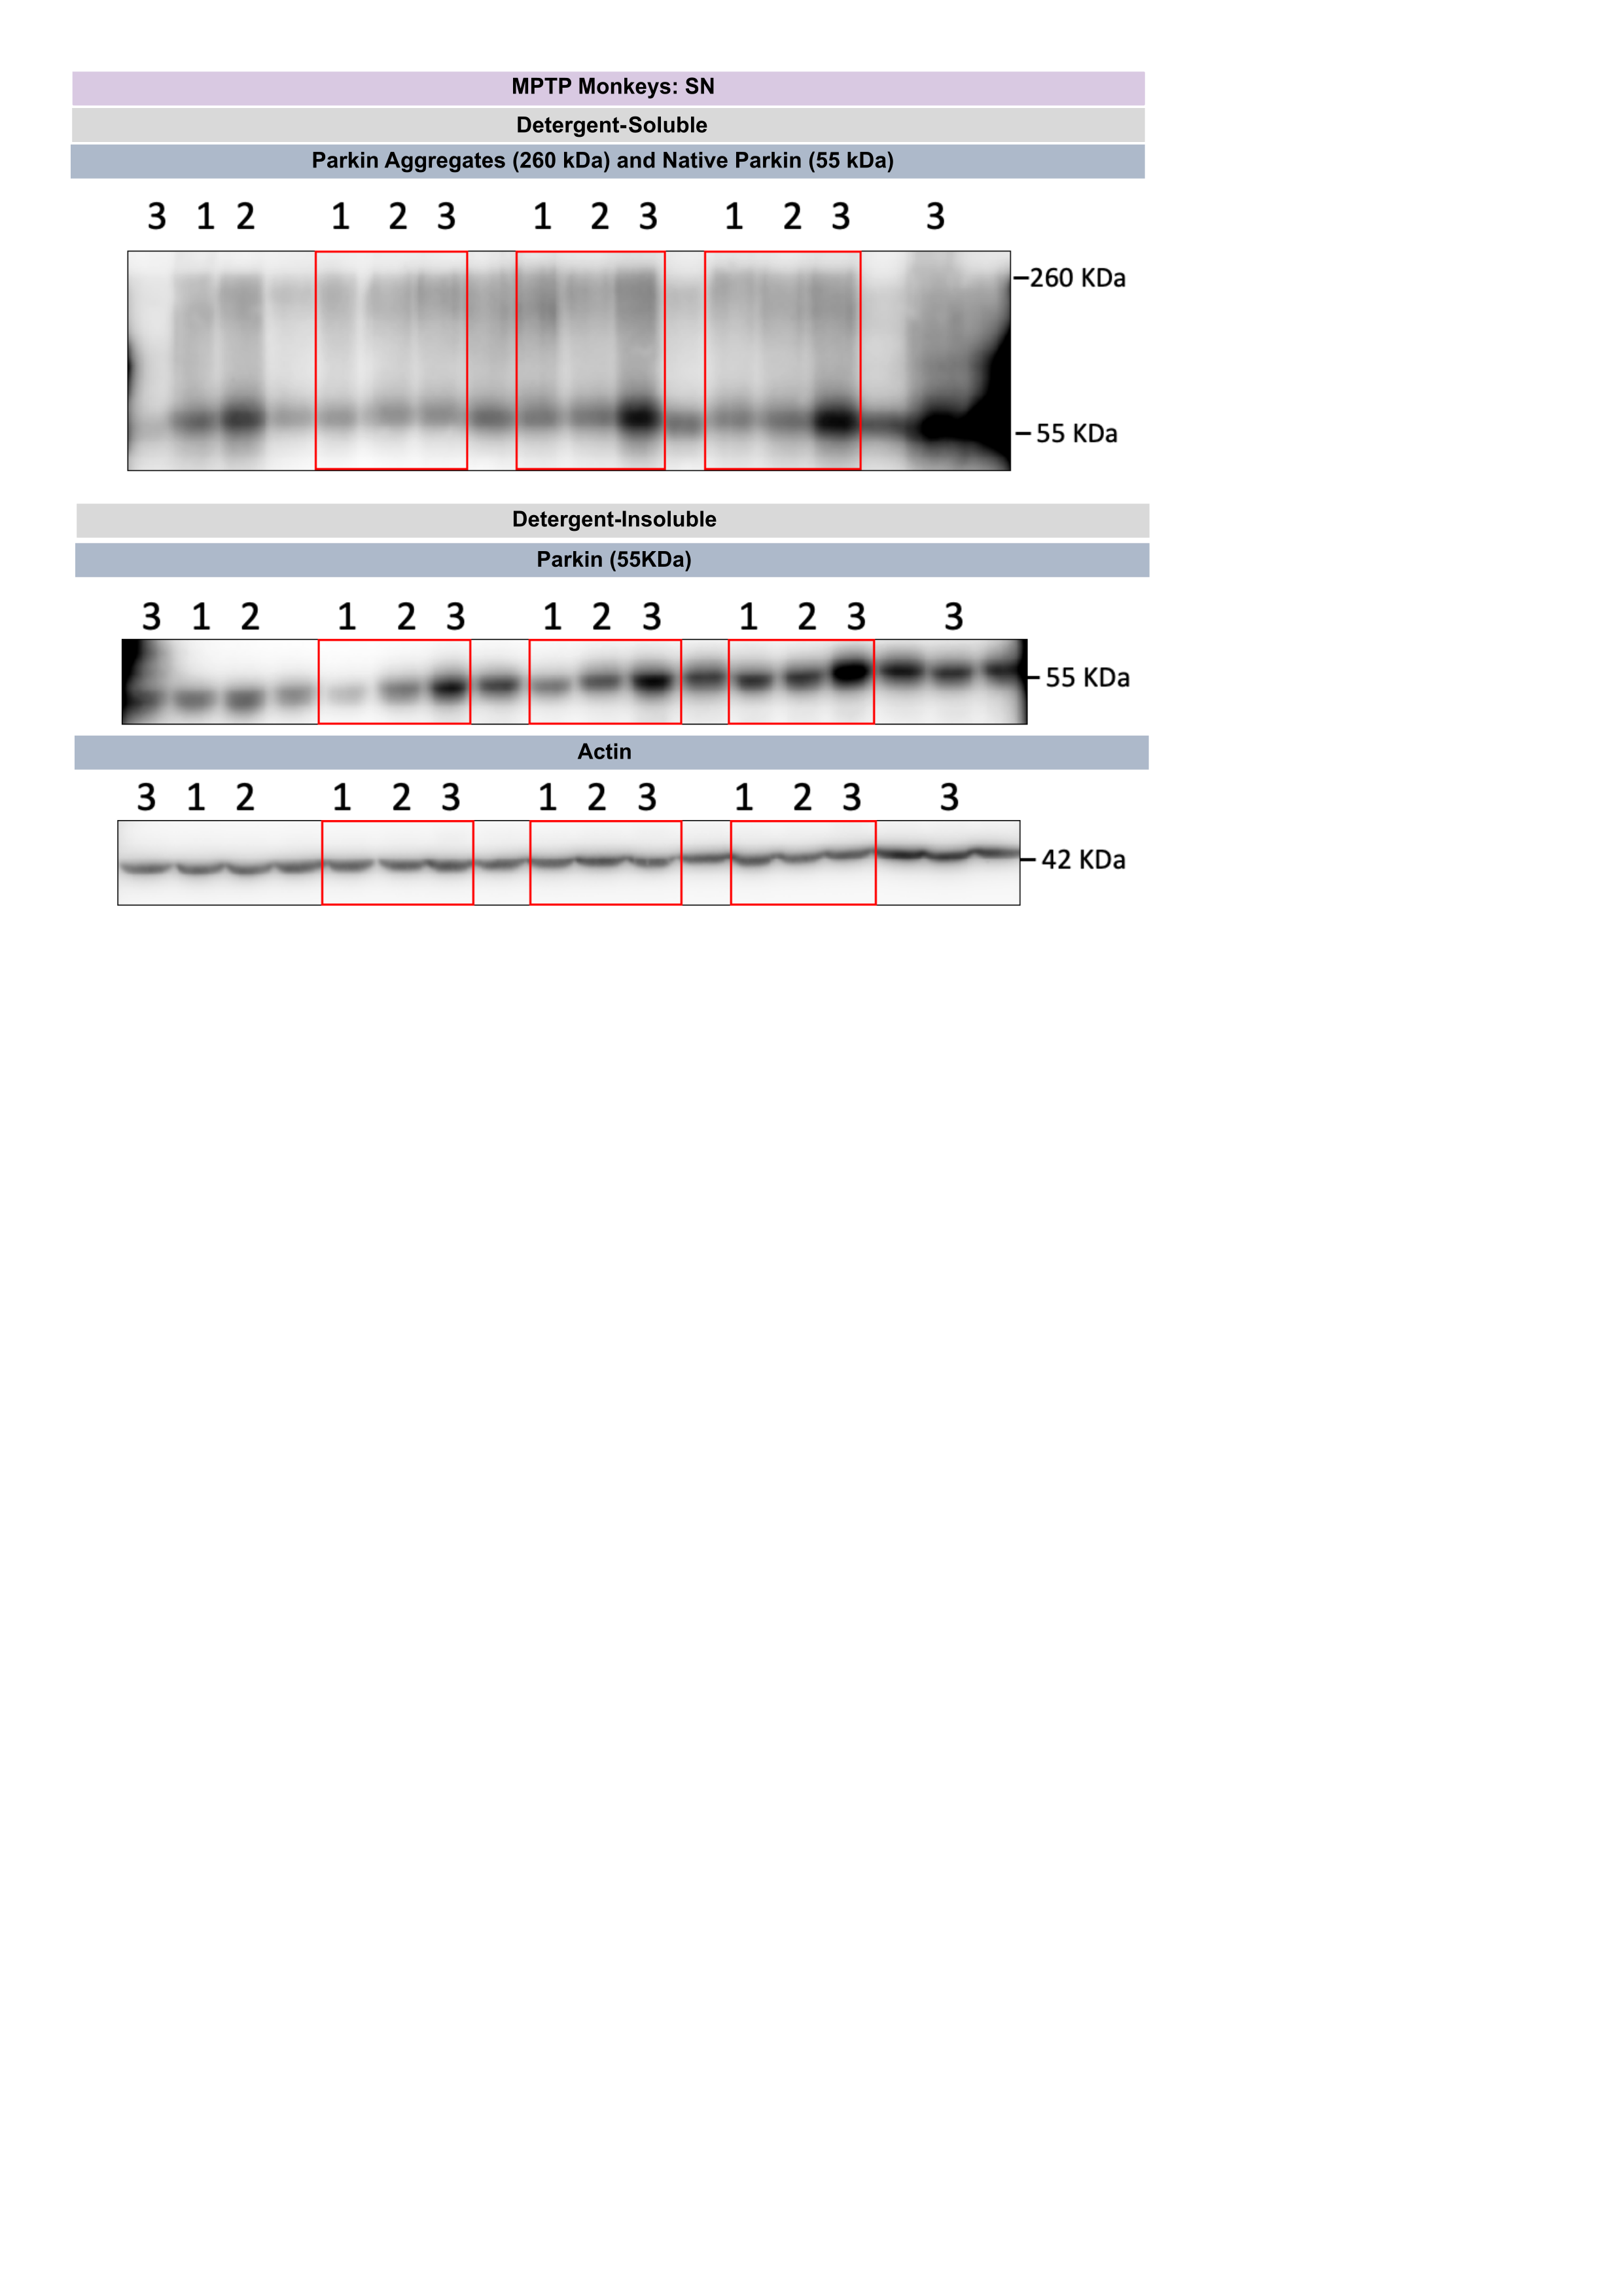 MPTP Monkeys: SN
Detergent-Soluble
Parkin Aggregates (260 kDa) and Native Parkin (55 kDa)
3 1 2 1 2 3 1 2 3 1 2 3 3
260 KDa
55 KDa
Detergent-Insoluble
Parkin (55KDa)
3 1 2 1 2 3 1 2 3 1 2 3 3
55 KDa
Actin
3 1 2 1 2 3 1 2 3 1 2 3 3
42 KDa